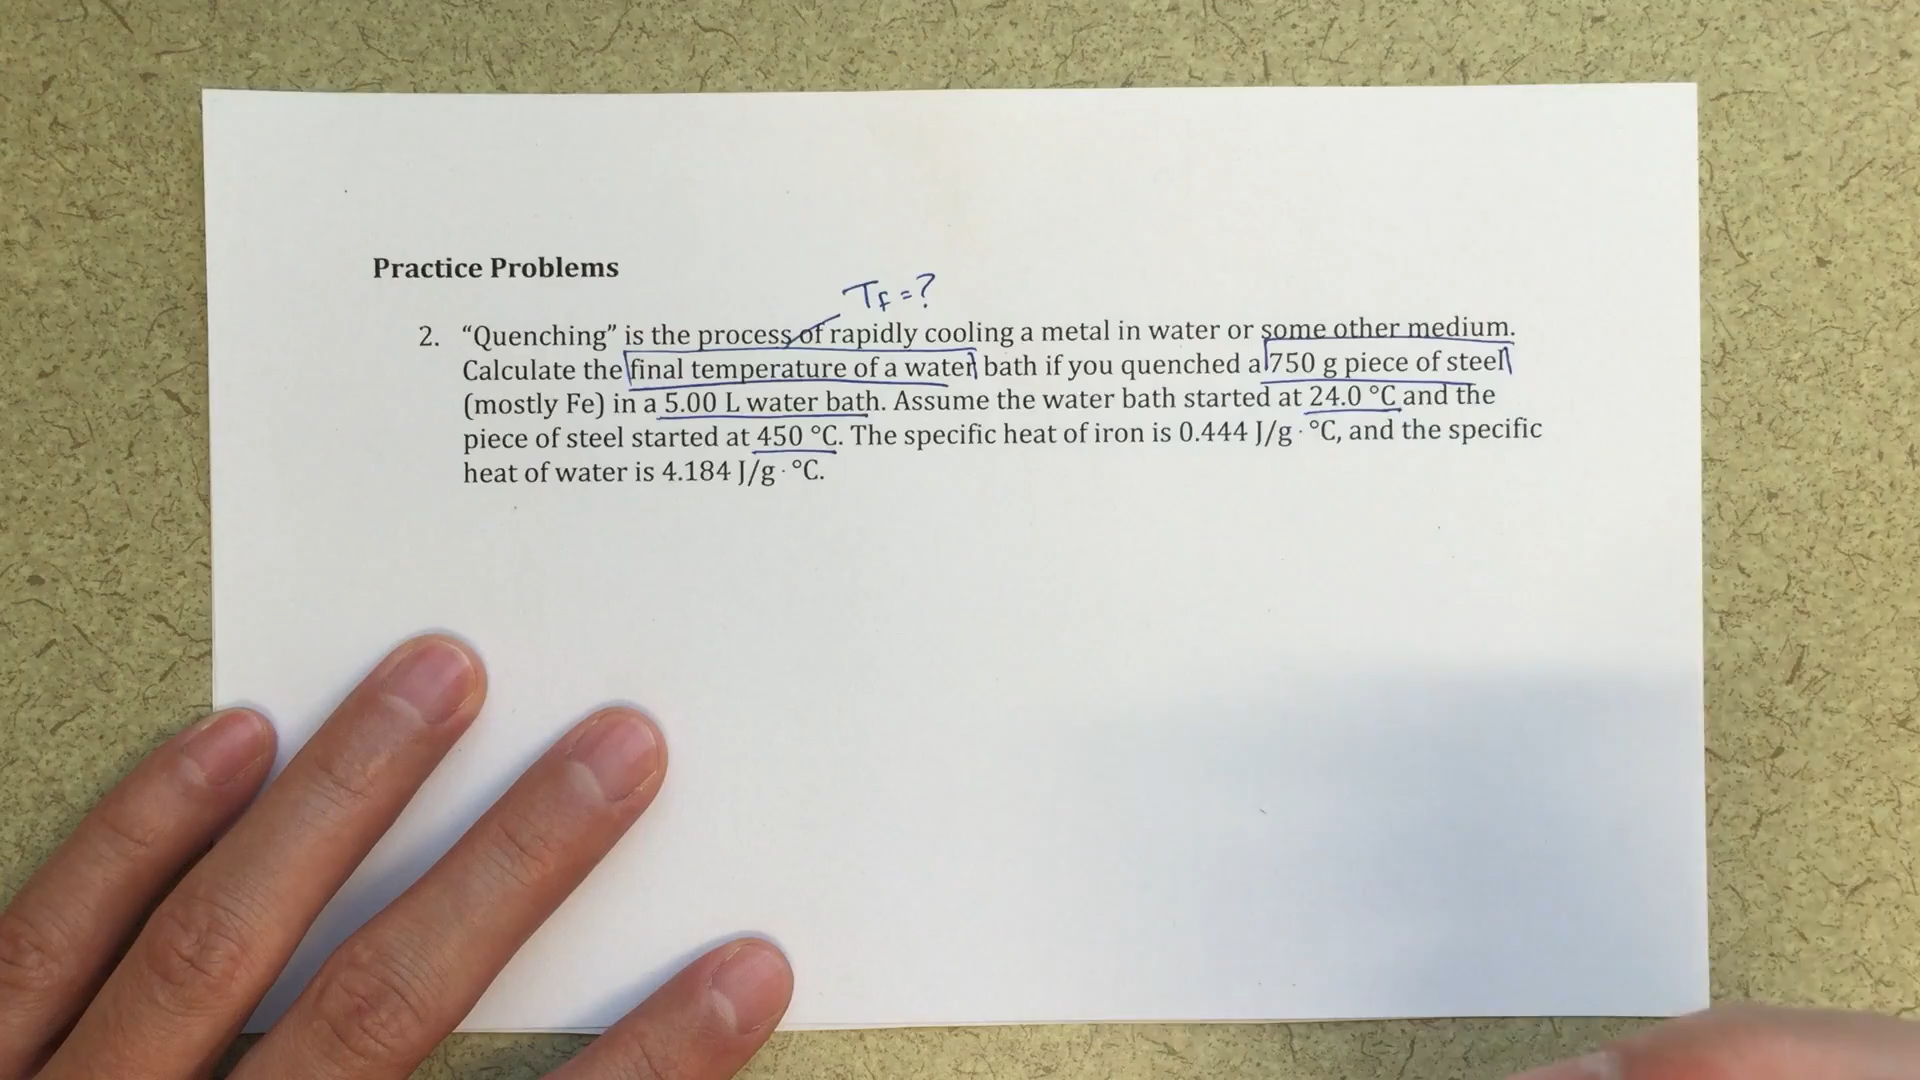 Practice Problems
T_f = ?
2. “Quenching” is the process of rapidly cooling a metal in water or some other medium.
Calculate the final temperature of a water bath if you quenched a 750 g piece of steel
(mostly Fe) in a 5.00 L water bath. Assume the water bath started at 24.0 °C and the
piece of steel started at 450 °C. The specific heat of iron is 0.444 J/g · °C, and the specific
heat of water is 4.184 J/g · °C.